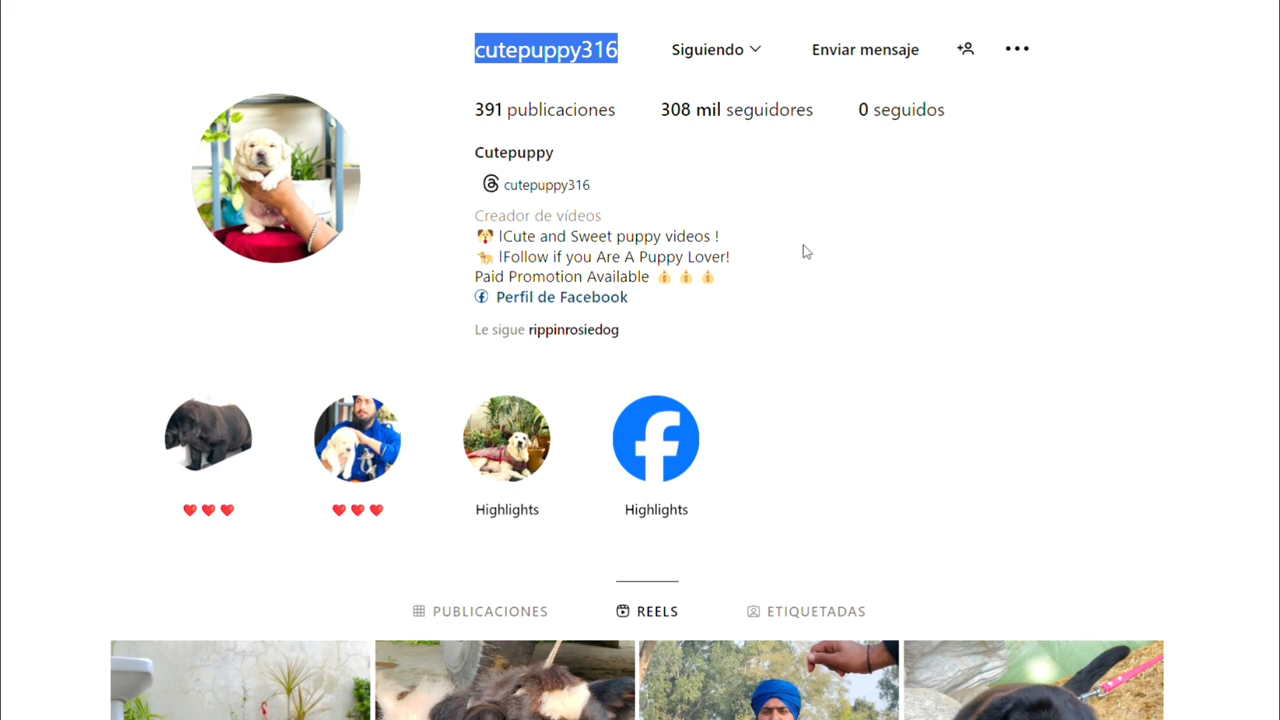 cutepuppy316 Siguiendo Enviar mensaje
391 publicaciones 308 mil seguidores 0 seguidos
Cutepuppy
cutepuppy316
Creador de vídeos
🐶 |Cute and Sweet puppy videos !
🐕 |Follow if you Are A Puppy Lover!
Paid Promotion Available 💰 💰 💰
Perfil de Facebook
Le sigue rippinrosiedog
❤️ ❤️ ❤️ ❤️ ❤️ ❤️ Highlights Highlights
PUBLICACIONES REELS ETIQUETADAS